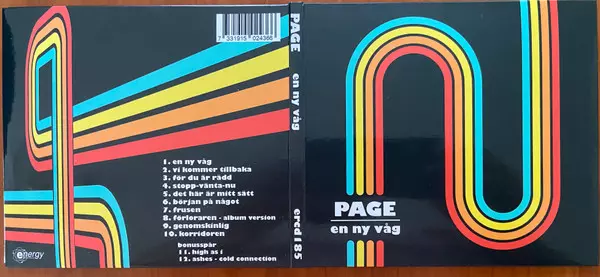 7 331915 024366
1. en ny våg
2. vi kommer tillbaka
3. för du är rädd
4. stopp-vänta-nu
5. det här är mitt sätt
6. början på något
7. frusen
8. förloraren - album version
9. genomskinlig
10. korridoren
bonusspår
11. high as f
12. ashes - cold connection
energy
PAGE en ny våg ercd185
PAGE
en ny våg